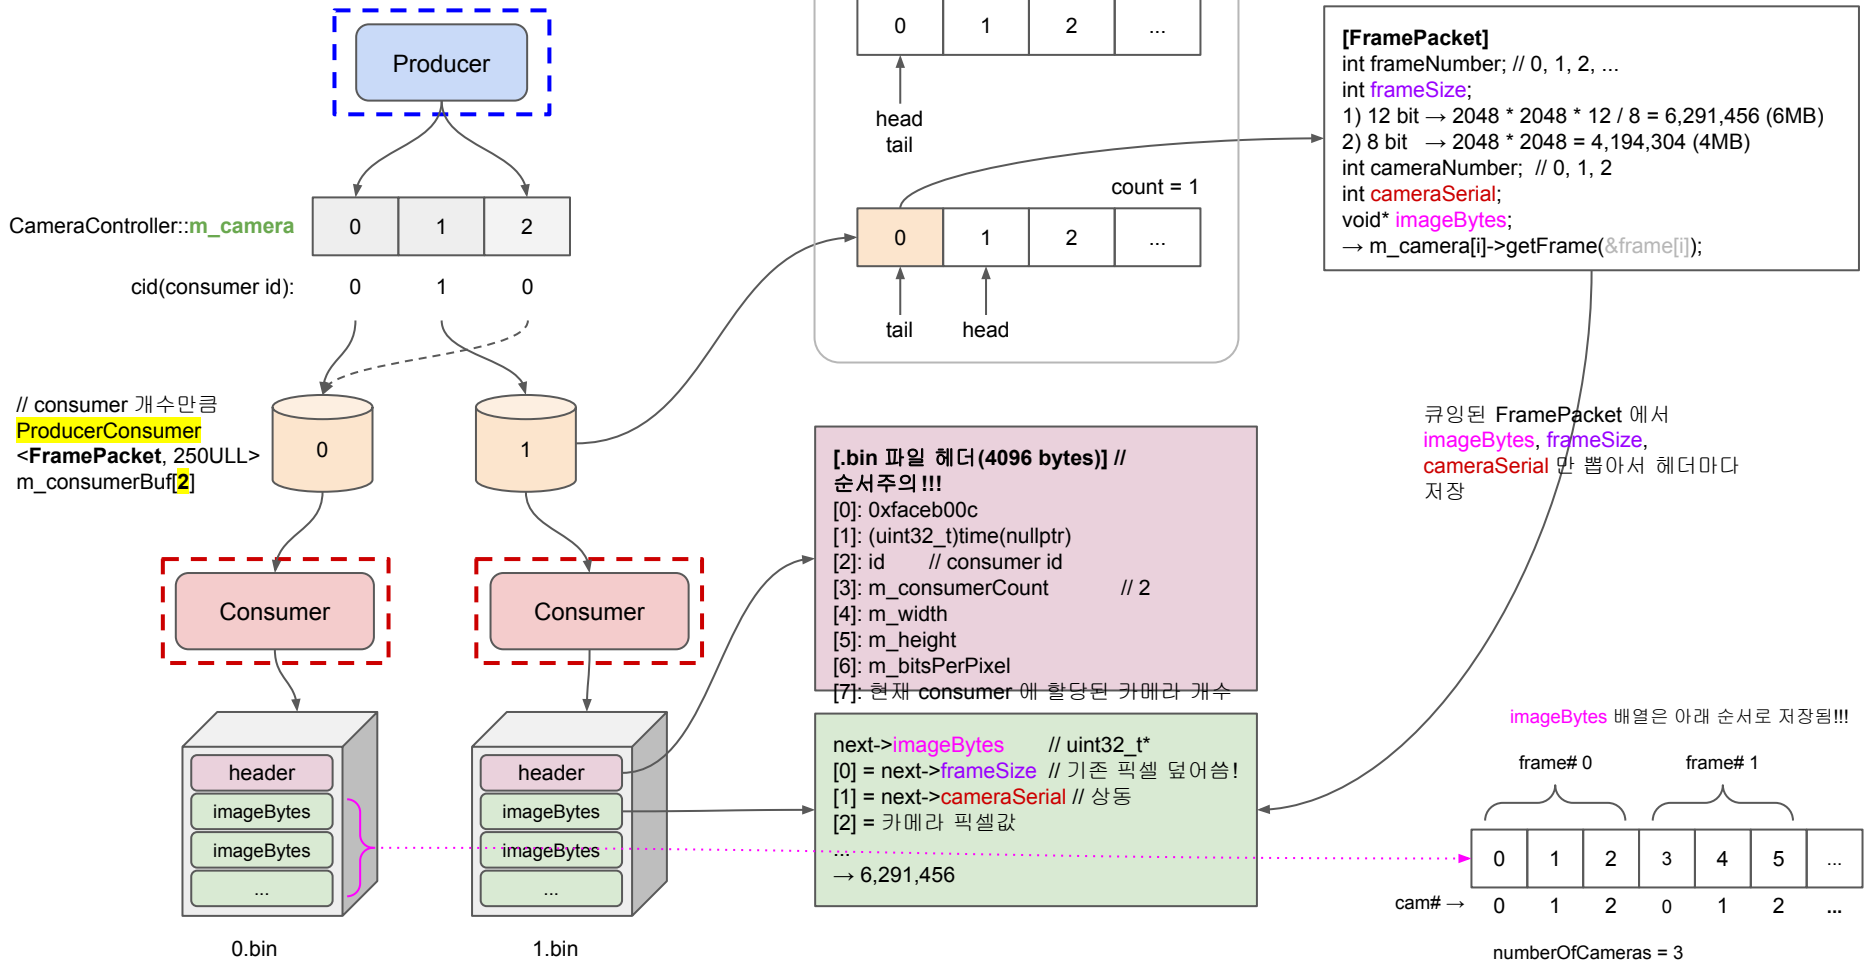 Producer
CameraController::m_camera
0 1 2
cid(consumer id): 0 1 0
// consumer 개수만큼
ProducerConsumer
<FramePacket, 250ULL>
m_consumerBuf[2]
0
1
Consumer
Consumer
header
imageBytes
imageBytes
...
0.bin
header
imageBytes
imageBytes
...
1.bin
0 1 2 ...
head
tail
count = 1
0 1 2 ...
tail head
[FramePacket]
int frameNumber; // 0, 1, 2, ...
int frameSize;
1) 12 bit → 2048 * 2048 * 12 / 8 = 6,291,456 (6MB)
2) 8 bit → 2048 * 2048 = 4,194,304 (4MB)
int cameraNumber; // 0, 1, 2
int cameraSerial;
void* imageBytes;
→ m_camera[i]->getFrame(&frame[i]);
큐잉된 FramePacket 에서
imageBytes, frameSize,
cameraSerial 만 뽑아서 헤더마다
저장
[.bin 파일 헤더(4096 bytes)] //
순서주의!!!
[0]: 0xfaceb00c
[1]: (uint32_t)time(nullptr)
[2]: id // consumer id
[3]: m_consumerCount // 2
[4]: m_width
[5]: m_height
[6]: m_bitsPerPixel
[7]: 현재 consumer 에 할당된 카메라 개수
next->imageBytes // uint32_t*
[0] = next->frameSize // 기존 픽셀 덮어씀!
[1] = next->cameraSerial // 상동
[2] = 카메라 픽셀값
...
→ 6,291,456
imageBytes 배열은 아래 순서로 저장됨!!!
frame# 0 frame# 1
0 1 2 3 4 5 ...
cam# → 0 1 2 0 1 2 ...
numberOfCameras = 3